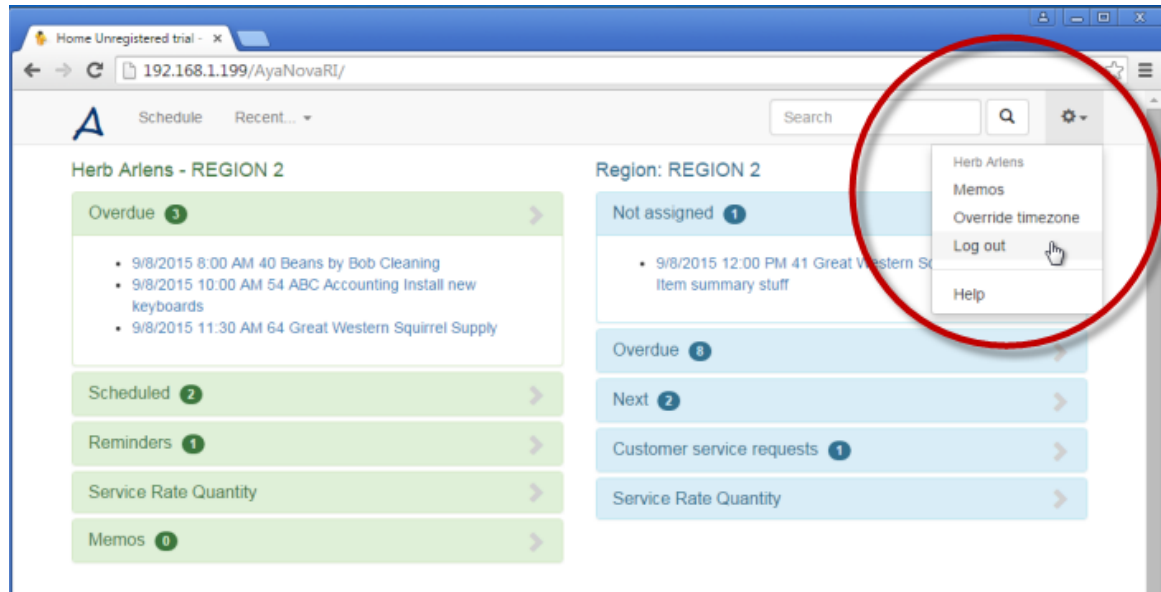 Home Unregistered trial -
192.168.1.199/AyaNovaRI/
Schedule Recent... Search
Herb Arlens - REGION 2
Overdue 3
9/8/2015 8:00 AM 40 Beans by Bob Cleaning
9/8/2015 10:00 AM 54 ABC Accounting Install new
keyboards
9/8/2015 11:30 AM 64 Great Western Squirrel Supply
Scheduled 2
Reminders 1
Service Rate Quantity
Memos 0
Region: REGION 2
Not assigned 1
9/8/2015 12:00 PM 41 Great Western
Item summary stuff
Overdue 8
Next 2
Customer service requests 1
Service Rate Quantity
Herb Arlens
Memos
Override timezone
Log out
Help